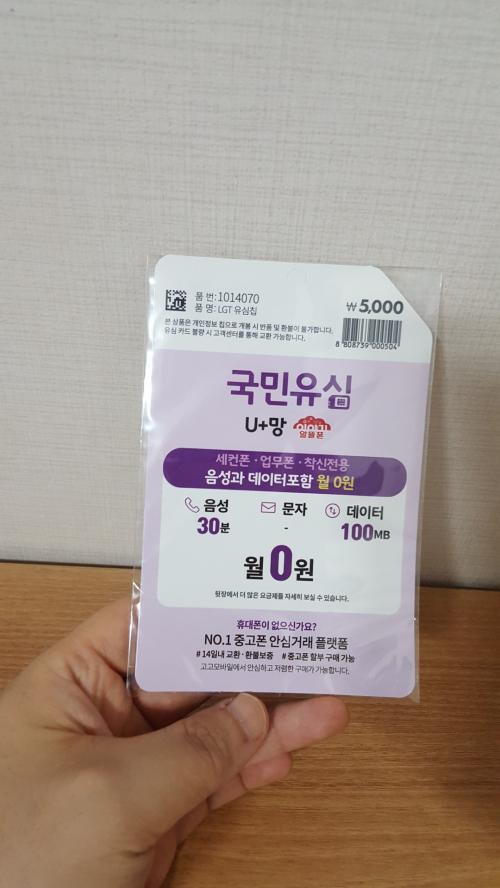 품 번: 1014070
품 명: LGT 유심칩
₩5,000
본 상품은 개인정보 칩으로 개봉 시 반품 및 환불이 불가합니다.
유심 카드 불량 시 고객센터를 통해 교환 가능합니다.
8 808739 000504
국민유심
U+망 이야기 알뜰폰
세컨폰 · 업무폰 · 착신전용
음성과 데이터포함 월 0원
음성 문자 데이터
30분 - 100MB
월 0원
뒷장에서 더 많은 요금제를 자세히 보실 수 있습니다.
휴대폰이 없으신가요?
NO.1 중고폰 안심거래 플랫폼
#14일내 교환·환불보증 #중고폰 할부 구매 가능
고고모바일에서 안심하고 저렴한 구매가 가능합니다.